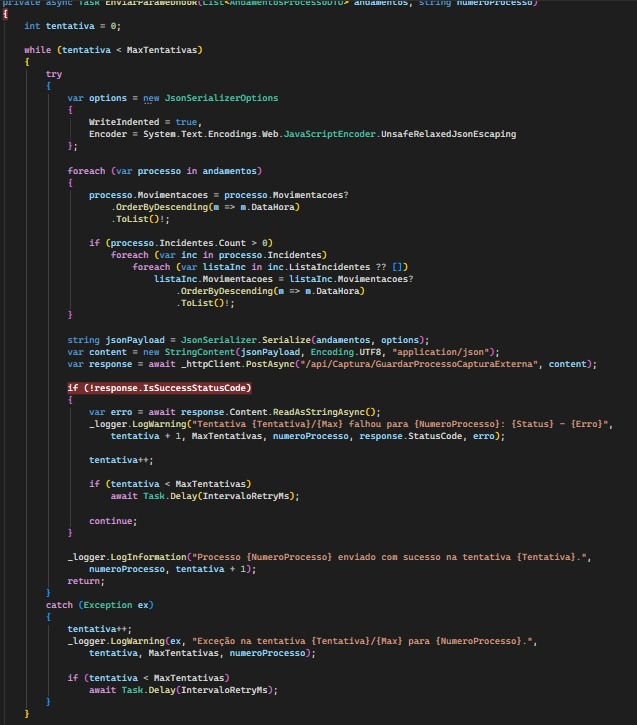 private async Task EnviarParaWebhook(List<AndamentosProcessoDTO> andamentos, string numeroProcesso)
{
    int tentativa = 0;

    while (tentativa < MaxTentativas)
    {
        try
        {
            var options = new JsonSerializerOptions
            {
                WriteIndented = true,
                Encoder = System.Text.Encodings.Web.JavaScriptEncoder.UnsafeRelaxedJsonEscaping
            };

            foreach (var processo in andamentos)
            {
                processo.Movimentacoes = processo.Movimentacoes?
                    .OrderByDescending(m => m.DataHora)
                    .ToList()!;

                if (processo.Incidentes.Count > 0)
                    foreach (var inc in processo.Incidentes)
                        foreach (var listaInc in inc.ListaIncidentes ?? [])
                            listaInc.Movimentacoes = listaInc.Movimentacoes?
                                .OrderByDescending(m => m.DataHora)
                                .ToList()!;
            }

            string jsonPayload = JsonSerializer.Serialize(andamentos, options);
            var content = new StringContent(jsonPayload, Encoding.UTF8, "application/json");
            var response = await _httpClient.PostAsync("/api/Captura/GuardarProcessoCapturaExterna", content);

            if (!response.IsSuccessStatusCode)
            {
                var erro = await response.Content.ReadAsStringAsync();
                _logger.LogWarning("Tentativa {Tentativa}/{Max} falhou para {NumeroProcesso}: {Status} - {Erro}",
                    tentativa + 1, MaxTentativas, numeroProcesso, response.StatusCode, erro);

                tentativa++;

                if (tentativa < MaxTentativas)
                    await Task.Delay(IntervaloRetryMs);

                continue;
            }

            _logger.LogInformation("Processo {NumeroProcesso} enviado com sucesso na tentativa {Tentativa}.",
                numeroProcesso, tentativa + 1);
            return;
        }
        catch (Exception ex)
        {
            tentativa++;
            _logger.LogWarning(ex, "Exceção na tentativa {Tentativa}/{Max} para {NumeroProcesso}.",
                tentativa, MaxTentativas, numeroProcesso);

            if (tentativa < MaxTentativas)
                await Task.Delay(IntervaloRetryMs);
        }
    }